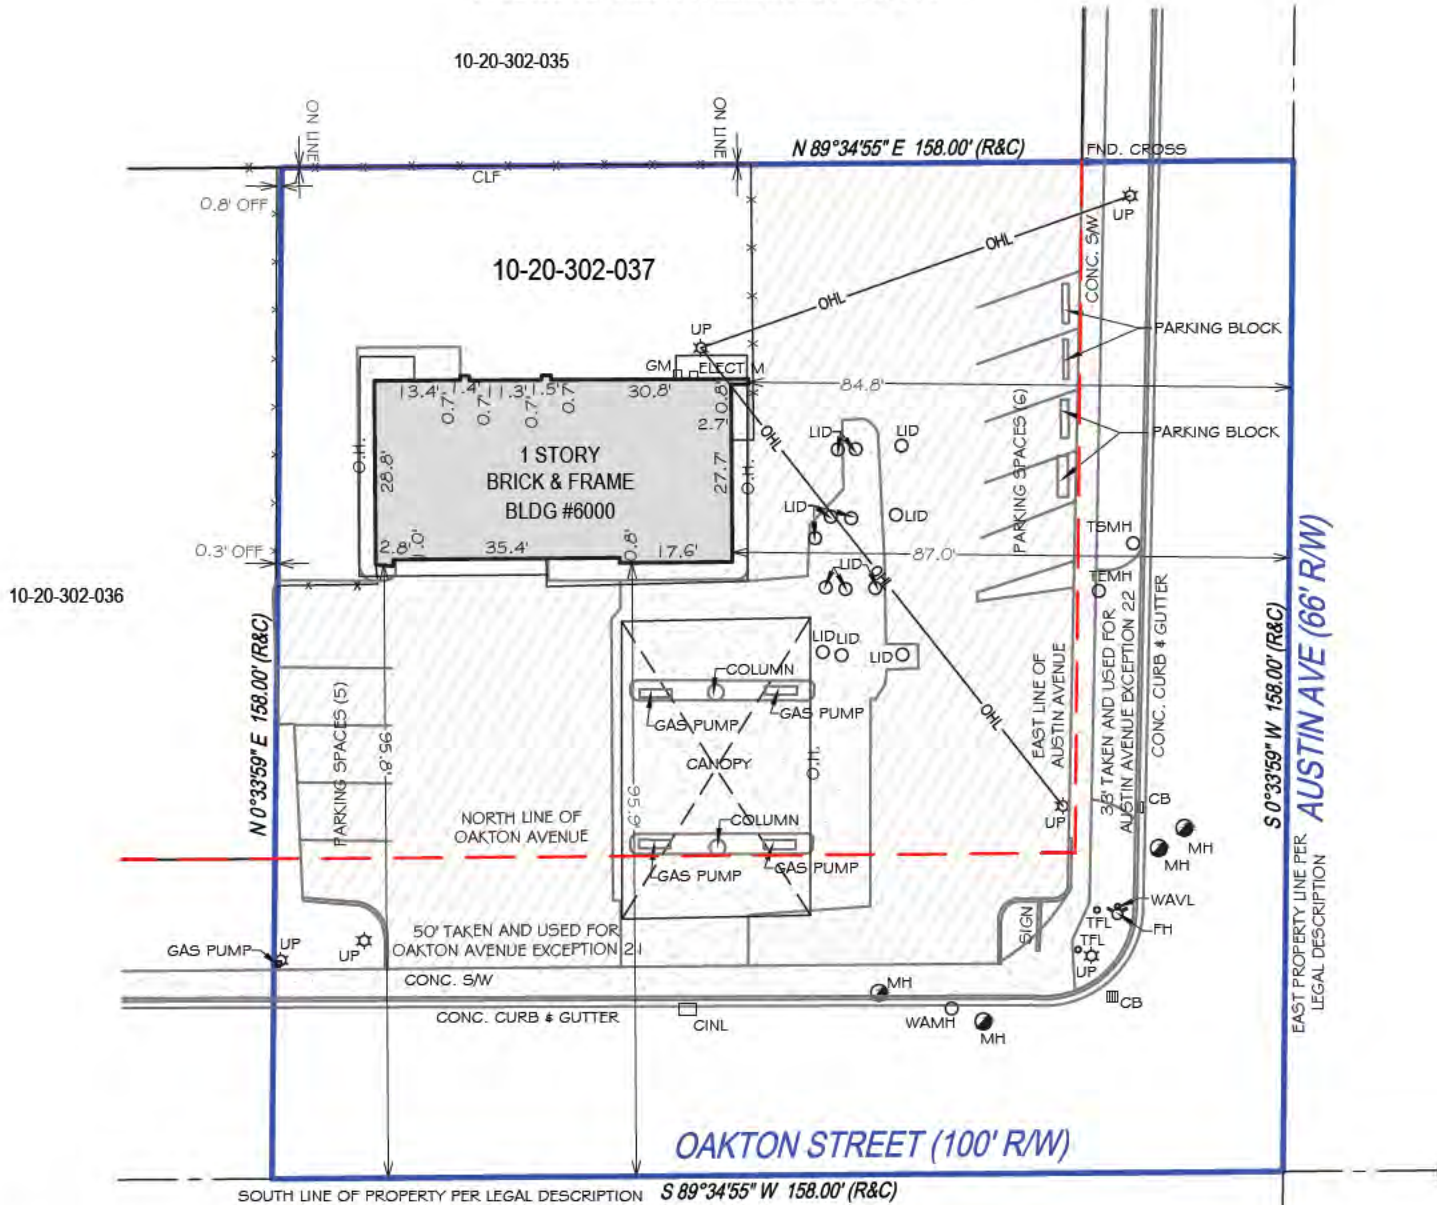 10-20-302-035
ON LINE
ON LINE
N 89°34'55" E 158.00' (R&C)
FND. CROSS
CLF
0.8' OFF
UP
OHL
CONC. S/W
10-20-302-037
OHL
UP
PARKING BLOCK
GM
ELECT M
84.8'
13.4'
1.4'
11.3'
1.5'
30.8'
0.8'
0.7'
0.7'
0.7'
0.7'
2.7'
OHL
PARKING SPACES (6)
LID
LID
PARKING BLOCK
O.H.
28.8'
1 STORY
BRICK & FRAME
BLDG #6000
27.7'
O.H.
LID
LID
TSMH
0.3' OFF
2.8'
35.4'
0.8'
17.6'
87.0'
LID
OHL
TEMH
10-20-302-036
N 0°33'59" E 158.00' (R&C)
LID
LID
LID
COLUMN
GAS PUMP
GAS PUMP
PARKING SPACES (5)
95.8'
CANOPY
O.H.
95.9'
OHL
EAST LINE OF
AUSTIN AVENUE
33' TAKEN AND USED FOR
AUSTIN AVENUE EXCEPTION 22
CONC. CURB & GUTTER
S 0°33'59" W 158.00' (R&C)
AUSTIN AVE (66' R/W)
NORTH LINE OF
OAKTON AVENUE
COLUMN
UP
CB
MH
MH
GAS PUMP
GAS PUMP
EAST PROPERTY LINE PER
LEGAL DESCRIPTION
WAVL
TFL
FH
SIGN
50' TAKEN AND USED FOR
OAKTON AVENUE EXCEPTION 21
GAS PUMP
UP
UP
TFL
UP
CONC. S/W
MH
CB
CONC. CURB & GUTTER
CINL
WAMH
MH
OAKTON STREET (100' R/W)
SOUTH LINE OF PROPERTY PER LEGAL DESCRIPTION
S 89°34'55" W 158.00' (R&C)